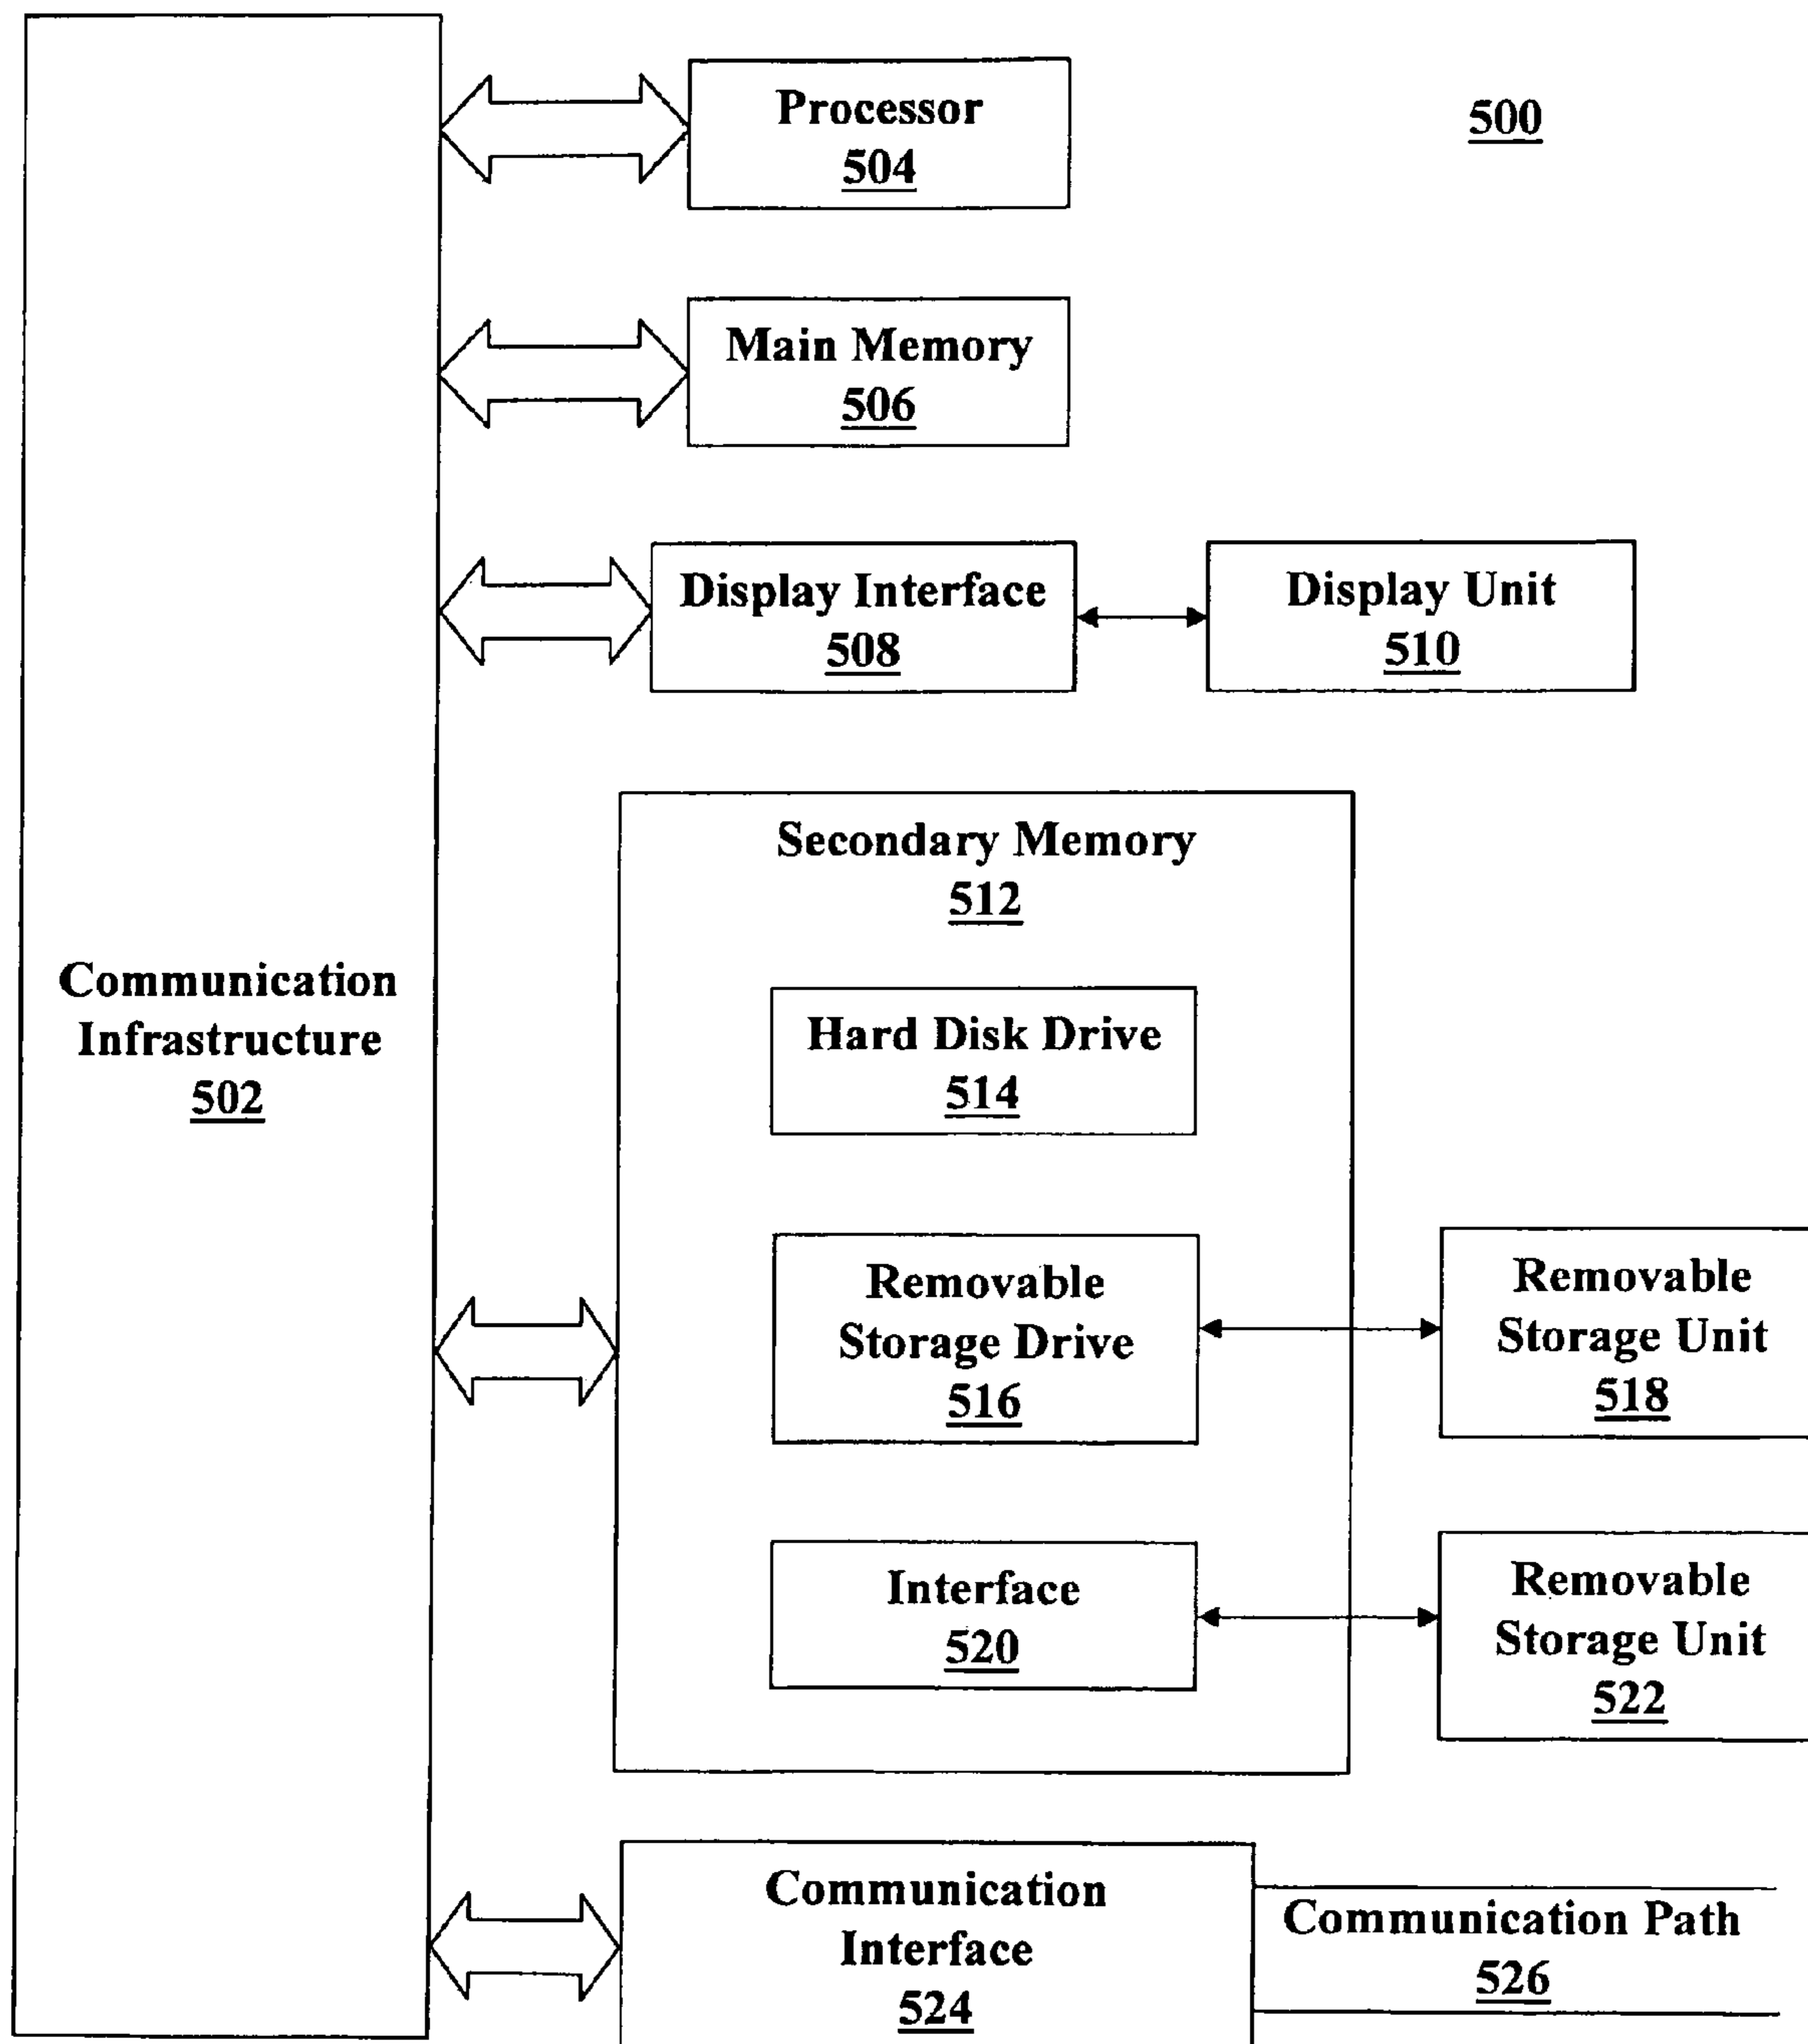 Processor
504
500
Main Memory
506
Display Interface
508
Display Unit
510
Secondary Memory
512
Communication
Infrastructure
502
Hard Disk Drive
514
Removable
Storage Drive
516
Removable
Storage Unit
518
Interface
520
Removable
Storage Unit
522
Communication
Interface
524
Communication Path
526